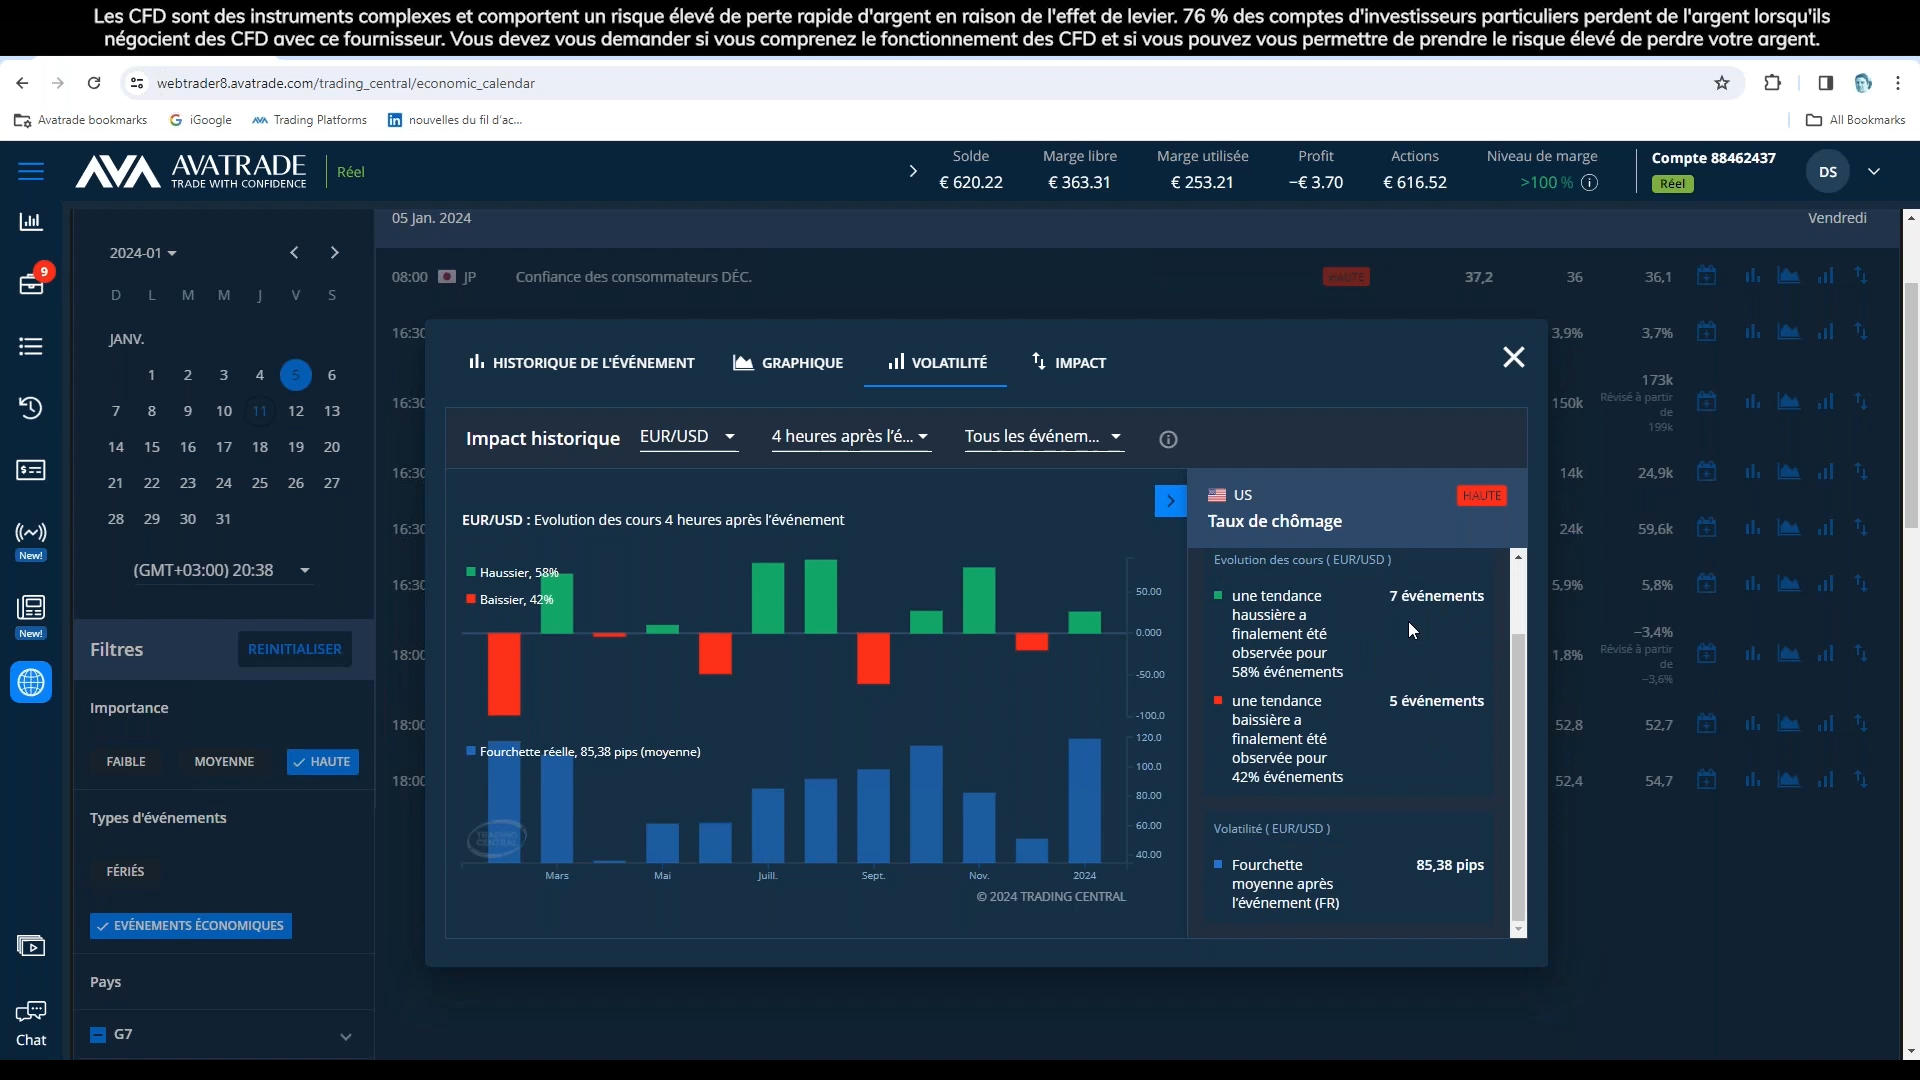 Les CFD sont des instruments complexes et comportent un risque élevé de perte rapide d'argent en raison de l'effet de levier. 76 % des comptes d'investisseurs particuliers perdent de l'argent lorsqu'ils
négocient des CFD avec ce fournisseur. Vous devez vous demander si vous comprenez le fonctionnement des CFD et si vous pouvez vous permettre de prendre le risque élevé de perdre votre argent.
webtrader8.avatrade.com/trading_central/economic_calendar
Avatrade bookmarks iGoogle Trading Platforms nouvelles du fil d'ac... All Bookmarks
AVA AVATRADE
TRADE WITH CONFIDENCE
Réel
Solde Marge libre Marge utilisée Profit Actions Niveau de marge
€ 620.22 € 363.31 € 253.21 −€ 3.70 € 616.52 >100 %
Compte 88462437
Réel
DS
9
New!
New!
Chat
2024-01
D L M M J V S
JANV.
1 2 3 4 5 6
7 8 9 10 11 12 13
14 15 16 17 18 19 20
21 22 23 24 25 26 27
28 29 30 31
(GMT+03:00) 20:38
Filtres REINITIALISER
Importance
FAIBLE MOYENNE HAUTE
Types d'événements
FÉRIÉS
EVÉNEMENTS ÉCONOMIQUES
Pays
G7
05 Jan. 2024 Vendredi
08:00 JP Confiance des consommateurs DÉC. HAUTE 37,2 36 36,1
16:30 3,9% 3,7%
173k
16:30 150k Révisé à partir
de
199k
16:30 14k 24,9k
16:30 24k 59,6k
16:30 5,9% 5,8%
−3,4%
18:00 1,8% Révisé à partir
de
−3,6%
18:00 52,8 52,7
18:00 52,4 54,7
HISTORIQUE DE L'ÉVÉNEMENT GRAPHIQUE VOLATILITÉ IMPACT
Impact historique EUR/USD 4 heures après l'é... Tous les événem...
EUR/USD : Evolution des cours 4 heures après l'événement
Haussier, 58%
Baissier, 42%
50.00
0.000
-50.00
-100.0
Fourchette réelle, 85,38 pips (moyenne)
120.0
100.0
80.00
60.00
40.00
TRADING
CENTRAL
Mars Mai Juill. Sept. Nov. 2024
© 2024 TRADING CENTRAL
US HAUTE
Taux de chômage
Evolution des cours ( EUR/USD )
une tendance 7 événements
haussière a
finalement été
observée pour
58% événements
une tendance 5 événements
baissière a
finalement été
observée pour
42% événements
Volatilité ( EUR/USD )
Fourchette 85,38 pips
moyenne après
l'événement (FR)